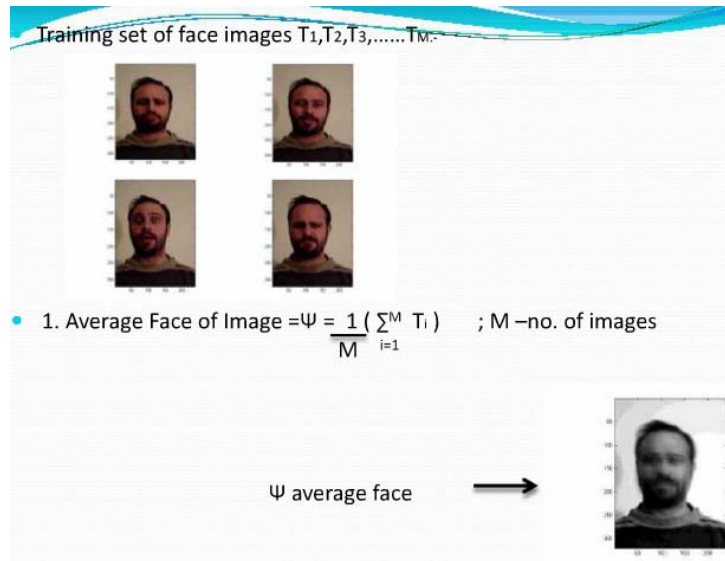 Training set of face images T1,T2,T3,......TM:-
• 1. Average Face of Image =Ψ = 1 ( ∑ᴹ Tᵢ ) ; M –no. of images
M i=1
Ψ average face